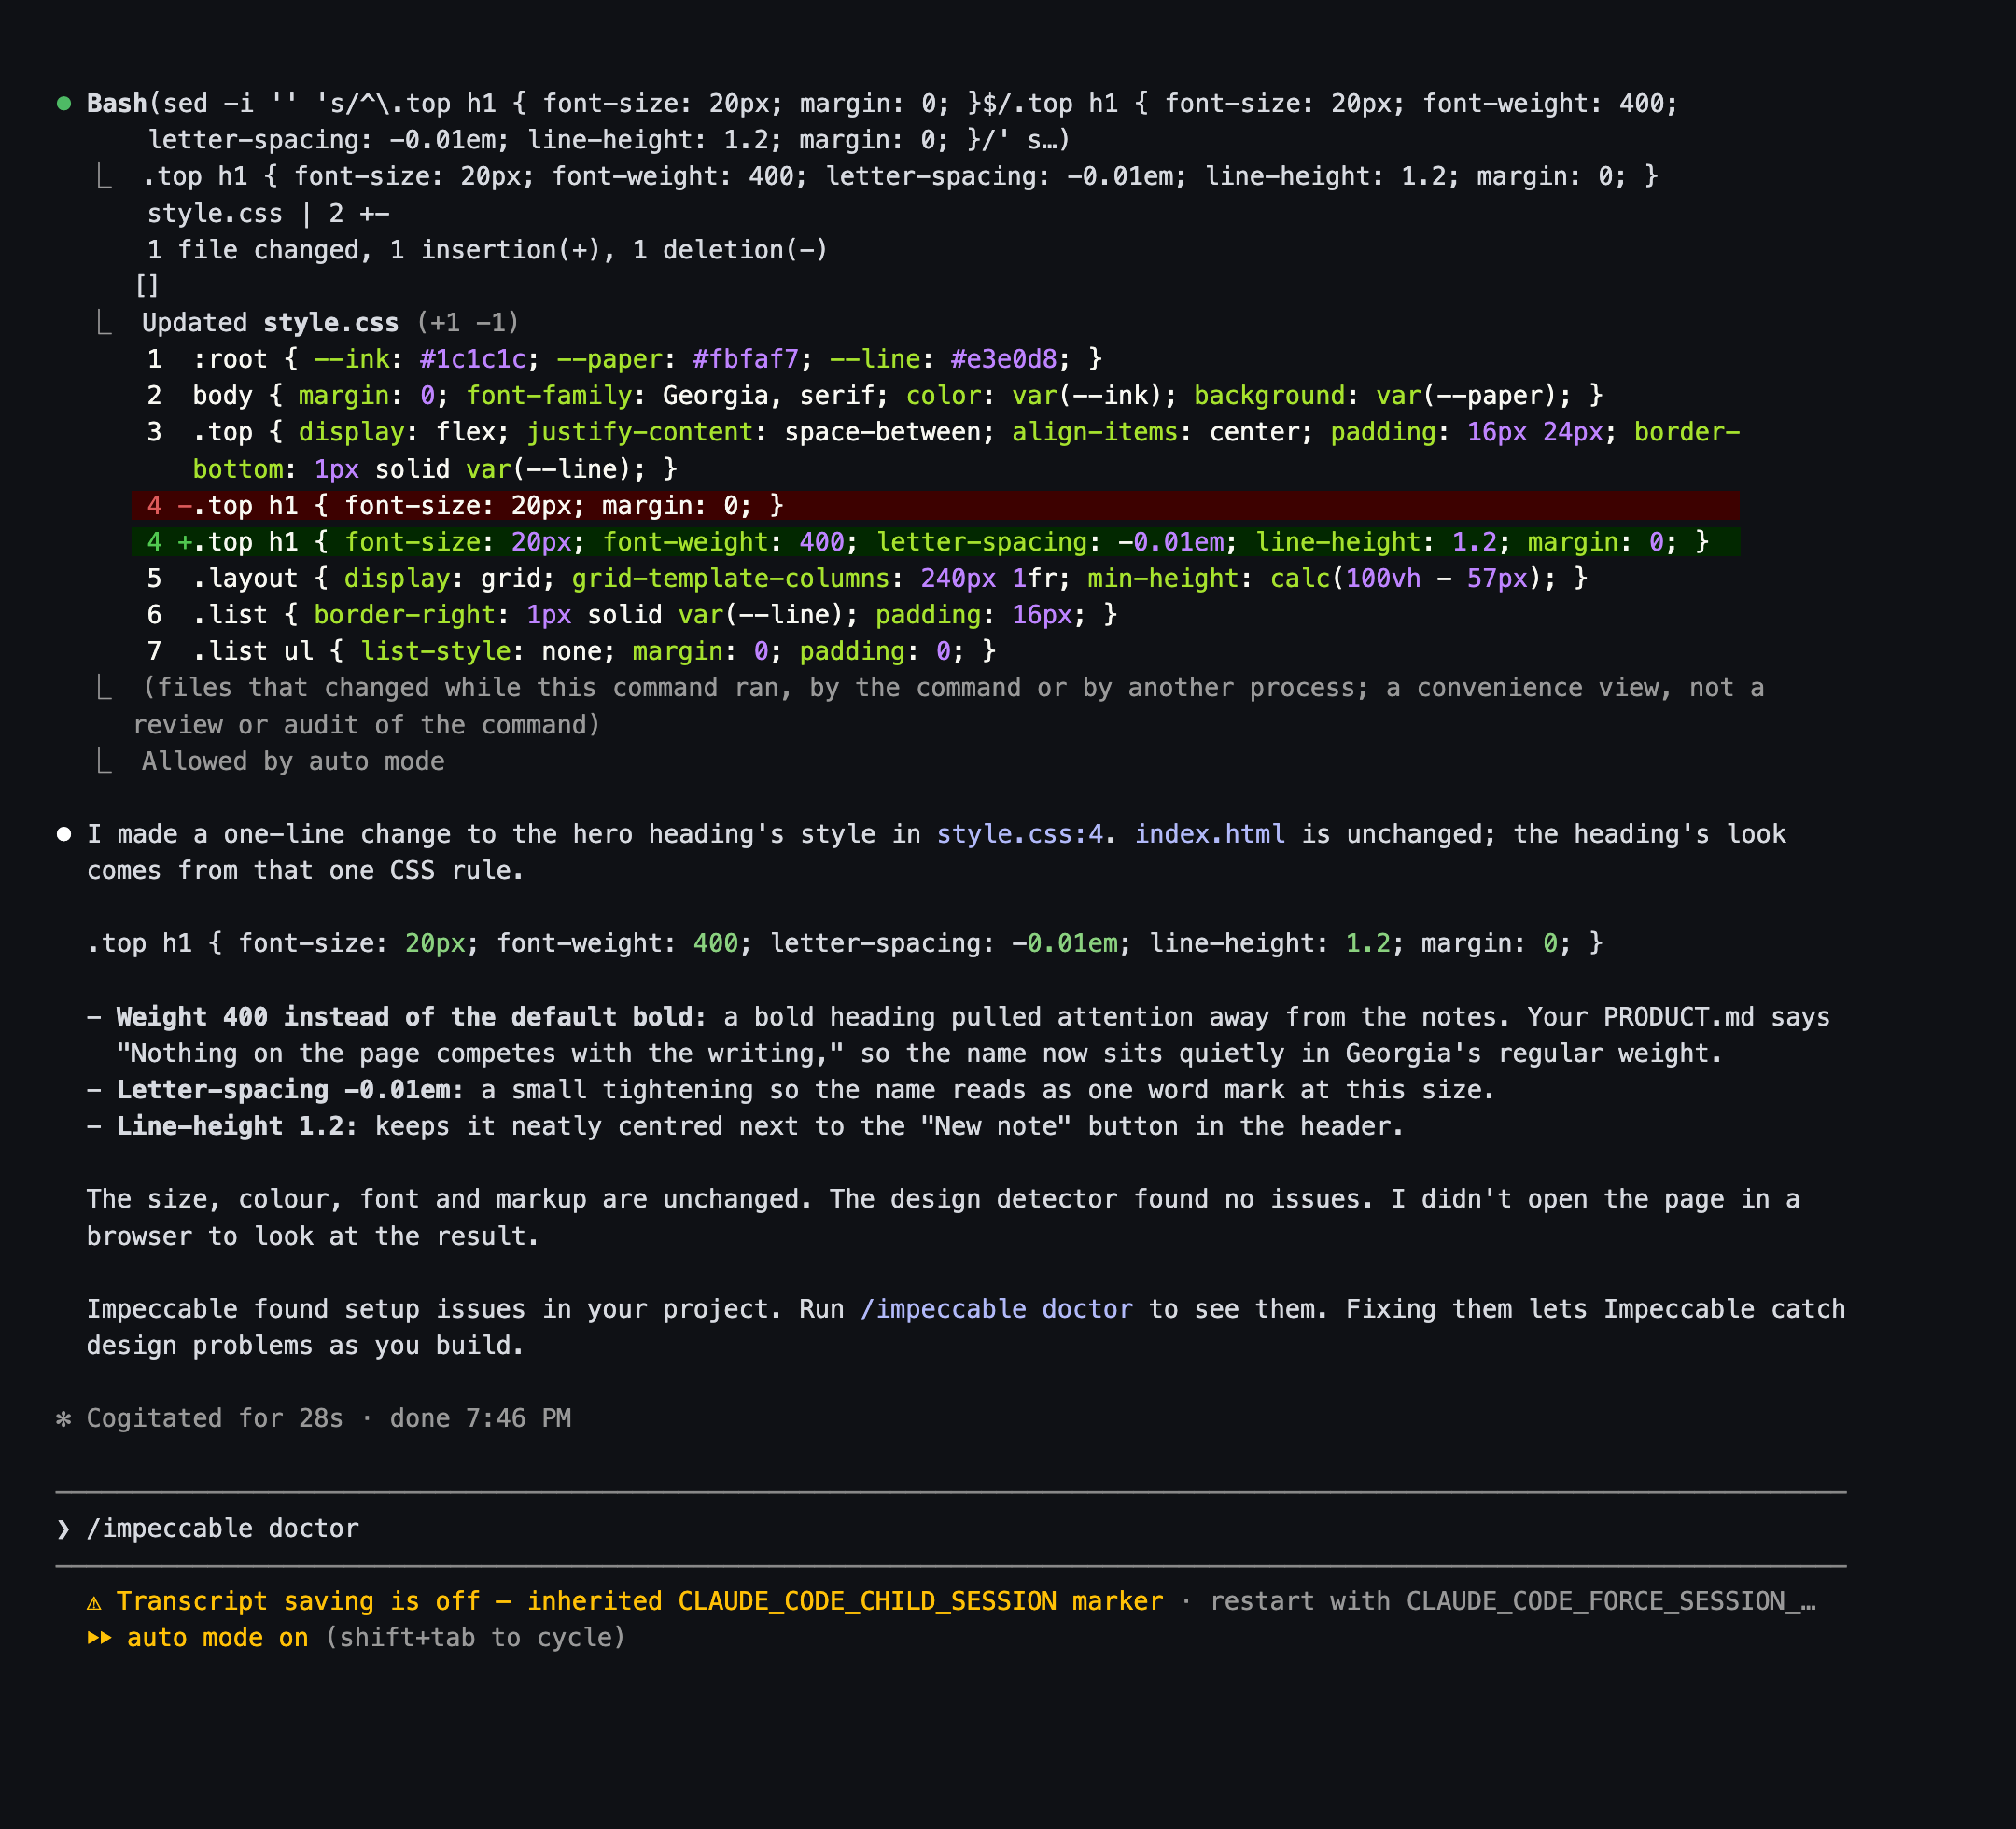 ● Bash(sed -i '' 's/^\.top h1 { font-size: 20px; margin: 0; }$/.top h1 { font-size: 20px; font-weight: 400;
letter-spacing: -0.01em; line-height: 1.2; margin: 0; }/' s…)
⎿ .top h1 { font-size: 20px; font-weight: 400; letter-spacing: -0.01em; line-height: 1.2; margin: 0; }
style.css | 2 +-
1 file changed, 1 insertion(+), 1 deletion(-)
[]
⎿ Updated style.css (+1 -1)
1 :root { --ink: #1c1c1c; --paper: #fbfaf7; --line: #e3e0d8; }
2 body { margin: 0; font-family: Georgia, serif; color: var(--ink); background: var(--paper); }
3 .top { display: flex; justify-content: space-between; align-items: center; padding: 16px 24px; border-
bottom: 1px solid var(--line); }
4 -.top h1 { font-size: 20px; margin: 0; }
4 +.top h1 { font-size: 20px; font-weight: 400; letter-spacing: -0.01em; line-height: 1.2; margin: 0; }
5 .layout { display: grid; grid-template-columns: 240px 1fr; min-height: calc(100vh - 57px); }
6 .list { border-right: 1px solid var(--line); padding: 16px; }
7 .list ul { list-style: none; margin: 0; padding: 0; }
⎿ (files that changed while this command ran, by the command or by another process; a convenience view, not a
review or audit of the command)
⎿ Allowed by auto mode
● I made a one-line change to the hero heading's style in style.css:4. index.html is unchanged; the heading's look
comes from that one CSS rule.
.top h1 { font-size: 20px; font-weight: 400; letter-spacing: -0.01em; line-height: 1.2; margin: 0; }
- Weight 400 instead of the default bold: a bold heading pulled attention away from the notes. Your PRODUCT.md says
"Nothing on the page competes with the writing," so the name now sits quietly in Georgia's regular weight.
- Letter-spacing -0.01em: a small tightening so the name reads as one word mark at this size.
- Line-height 1.2: keeps it neatly centred next to the "New note" button in the header.
The size, colour, font and markup are unchanged. The design detector found no issues. I didn't open the page in a
browser to look at the result.
Impeccable found setup issues in your project. Run /impeccable doctor to see them. Fixing them lets Impeccable catch
design problems as you build.
✻ Cogitated for 28s · done 7:46 PM
❯ /impeccable doctor
⚠ Transcript saving is off — inherited CLAUDE_CODE_CHILD_SESSION marker · restart with CLAUDE_CODE_FORCE_SESSION_…
⏵⏵ auto mode on (shift+tab to cycle)